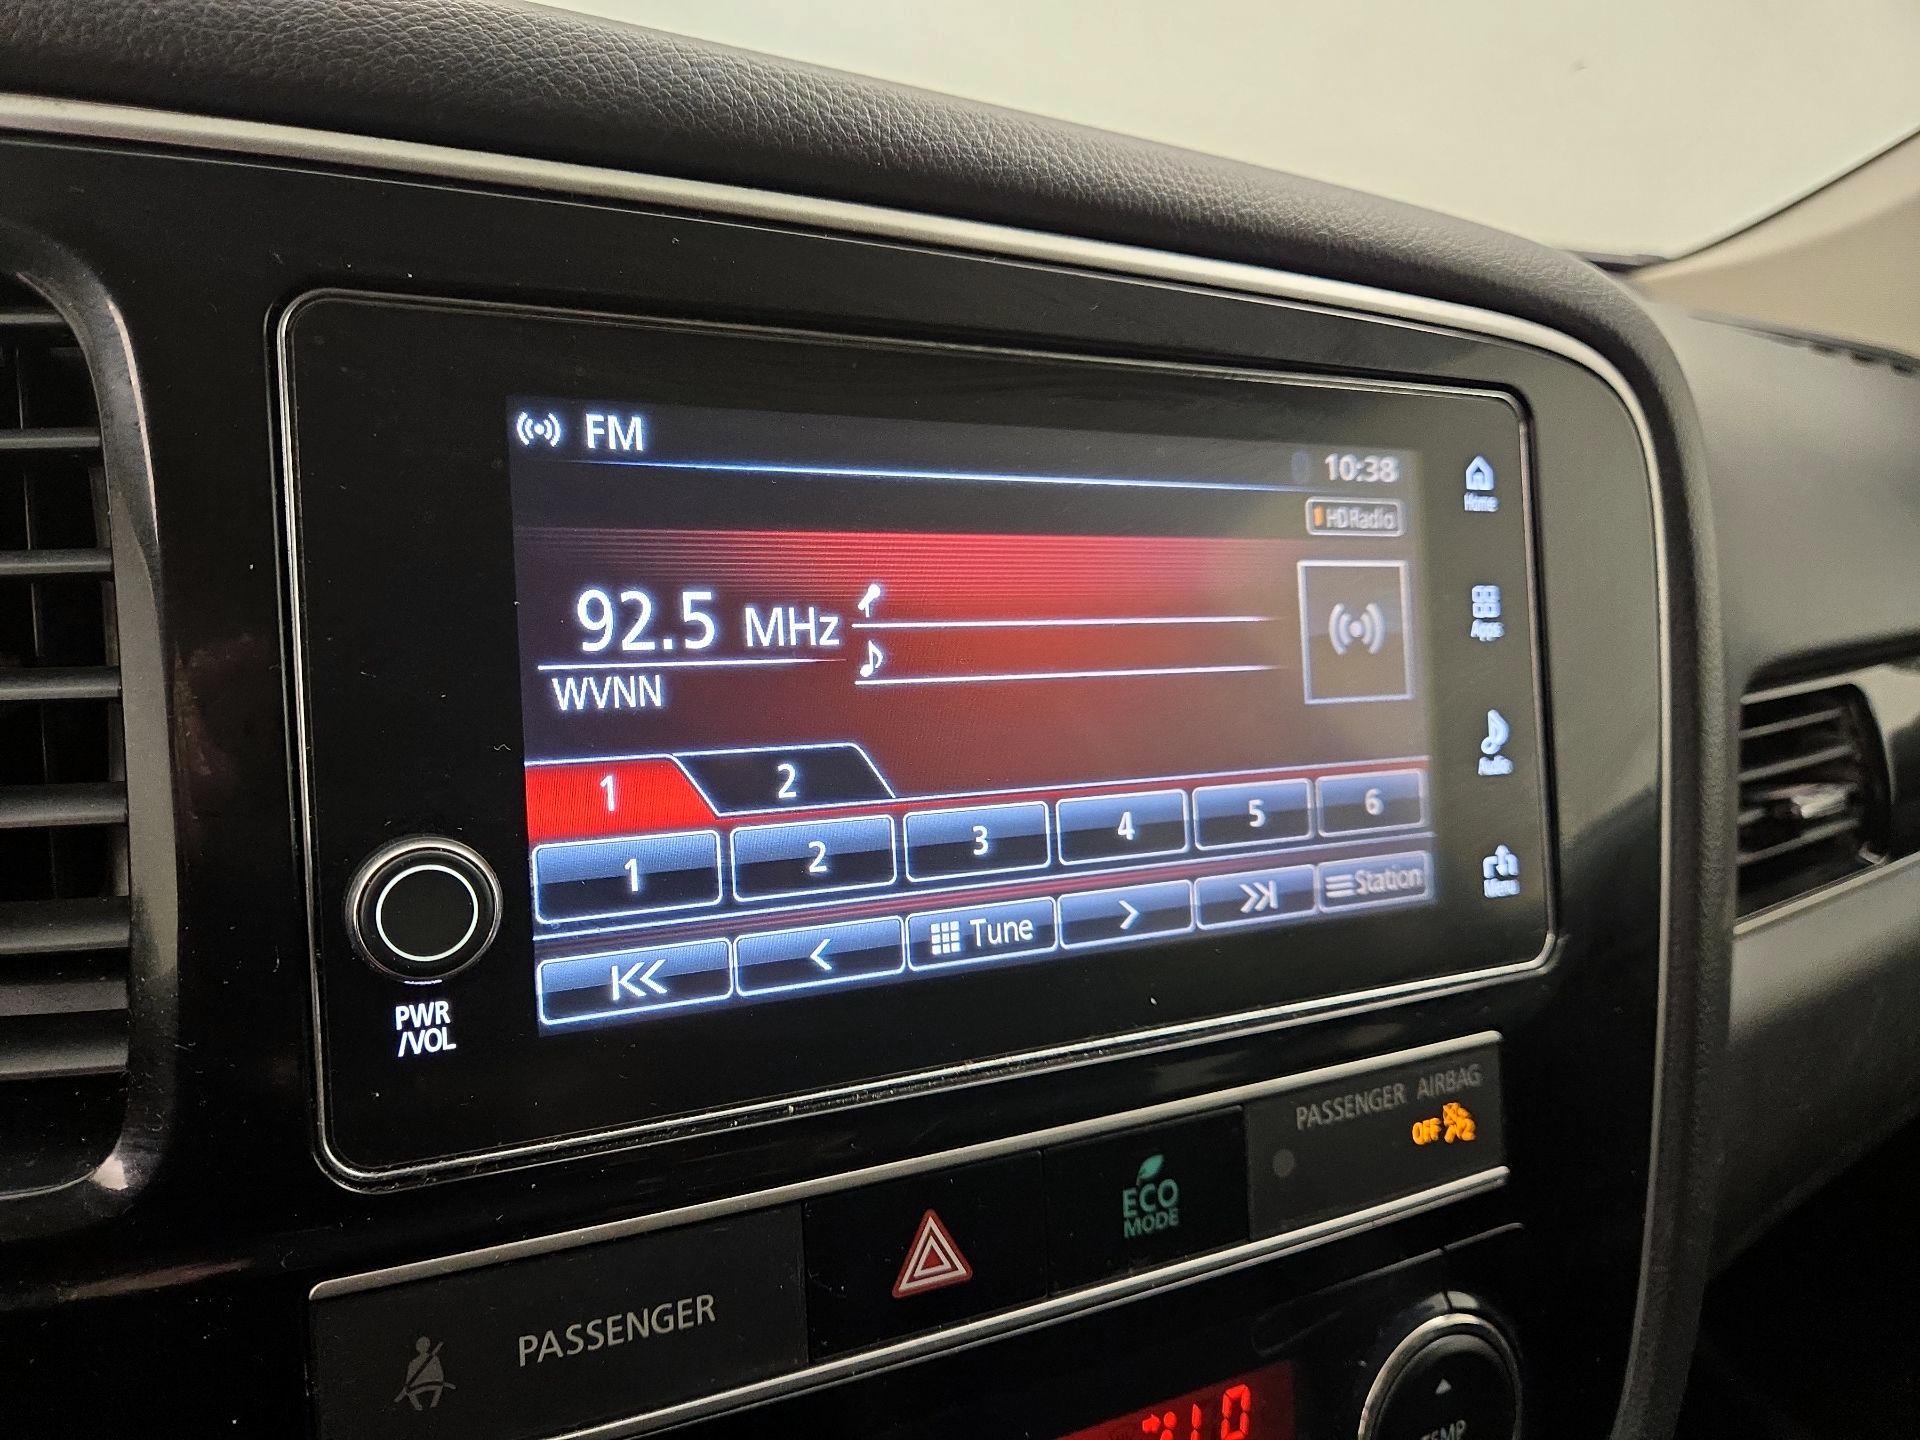 FM
10:38
HD Radio
92.5 MHz
WVNN
1 2
1 2 3 4 5 6
Tune Station
Home
Apps
Audio
Menu
PWR
/VOL
PASSENGER AIRBAG
OFF
ECO
MODE
PASSENGER
TEMP